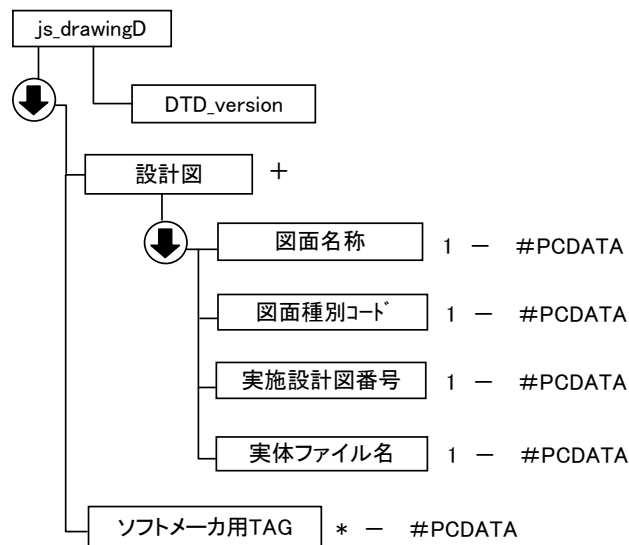 js_drawingD
DTD_version
設計図 +
図面名称 1 － #PCDATA
図面種別ｺｰﾄﾞ 1 － #PCDATA
実施設計図番号 1 － #PCDATA
実体ファイル名 1 － #PCDATA
ソフトメーカ用TAG * － #PCDATA